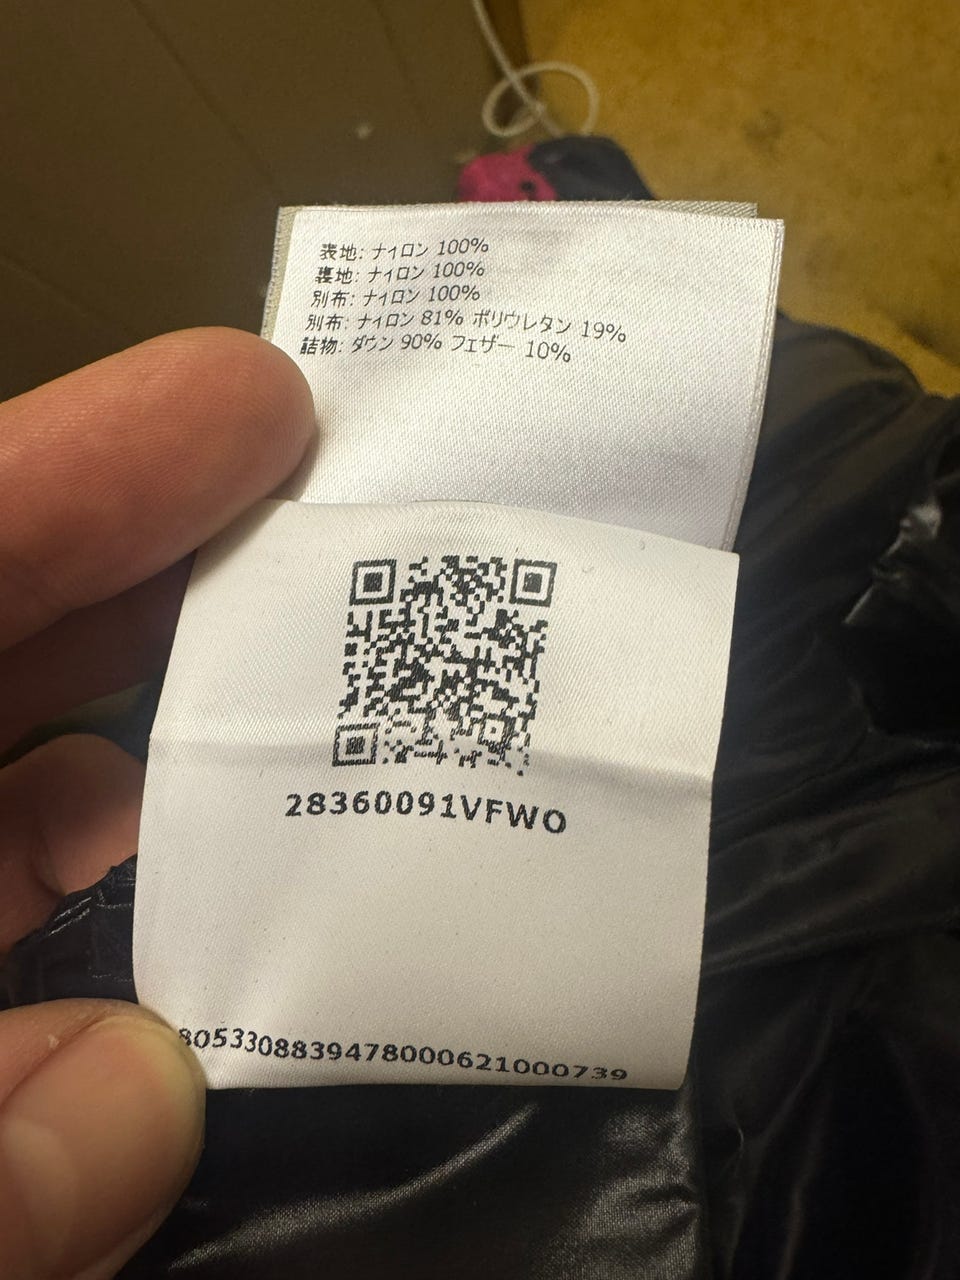 表地: ナイロン 100%
裏地: ナイロン 100%
別布: ナイロン 100%
別布: ナイロン 81% ポリウレタン 19%
詰物: ダウン 90% フェザー 10%
28360091VFWO
8053308839478000621000739